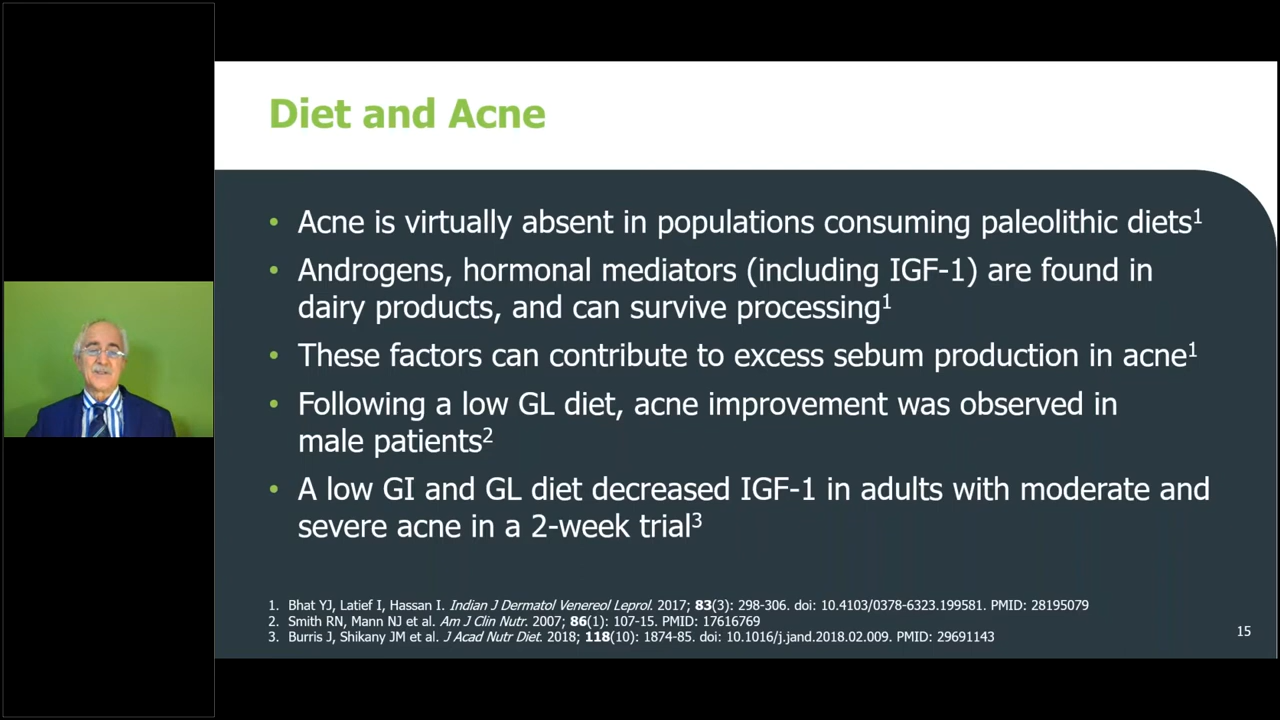 Diet and Acne
• Acne is virtually absent in populations consuming paleolithic diets1
• Androgens, hormonal mediators (including IGF-1) are found in
dairy products, and can survive processing1
• These factors can contribute to excess sebum production in acne1
• Following a low GL diet, acne improvement was observed in
male patients2
• A low GI and GL diet decreased IGF-1 in adults with moderate and
severe acne in a 2-week trial3
1. Bhat YJ, Latief I, Hassan I. Indian J Dermatol Venereol Leprol. 2017; 83(3): 298-306. doi: 10.4103/0378-6323.199581. PMID: 28195079
2. Smith RN, Mann NJ et al. Am J Clin Nutr. 2007; 86(1): 107-15. PMID: 17616769
3. Burris J, Shikany JM et al. J Acad Nutr Diet. 2018; 118(10): 1874-85. doi: 10.1016/j.jand.2018.02.009. PMID: 29691143
15